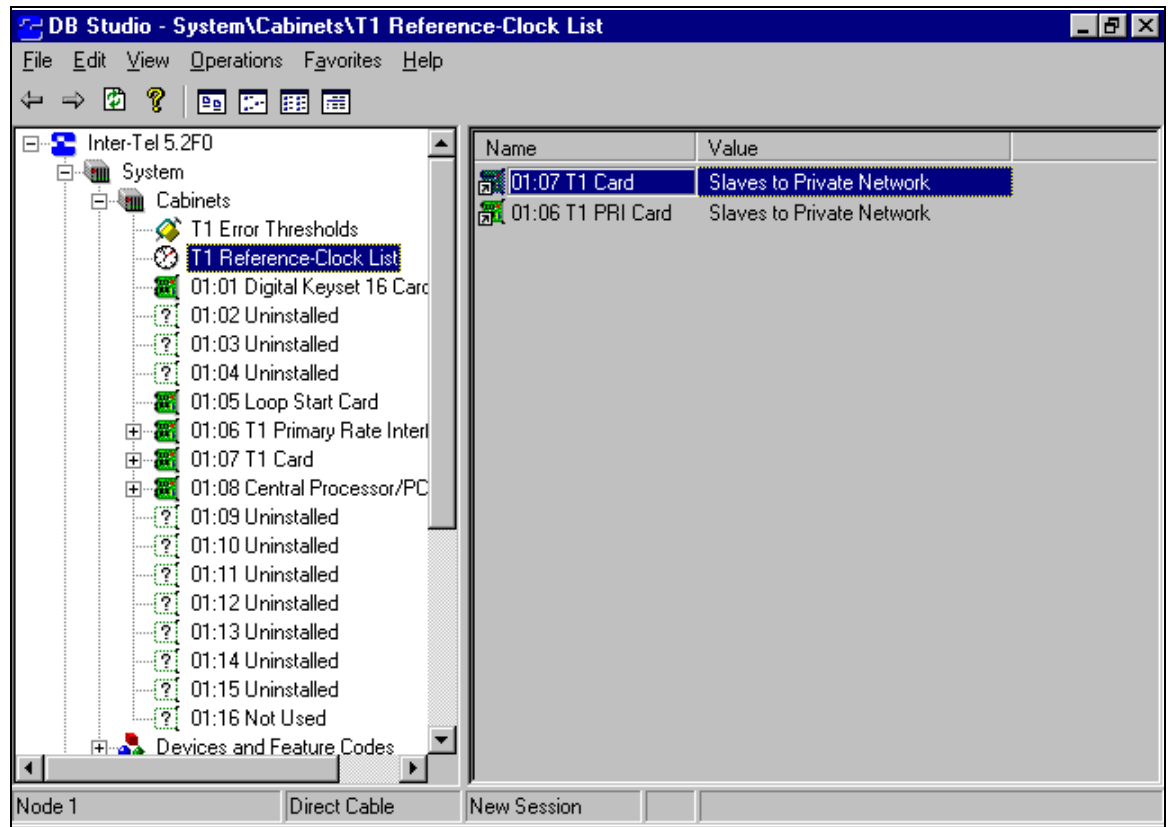 DB Studio - System\Cabinets\T1 Reference-Clock List
File Edit View Operations Favorites Help
Inter-Tel 5.2F0
System
Cabinets
T1 Error Thresholds
T1 Reference-Clock List
01:01 Digital Keyset 16 Card
01:02 Uninstalled
01:03 Uninstalled
01:04 Uninstalled
01:05 Loop Start Card
01:06 T1 Primary Rate Interf
01:07 T1 Card
01:08 Central Processor/PC
01:09 Uninstalled
01:10 Uninstalled
01:11 Uninstalled
01:12 Uninstalled
01:13 Uninstalled
01:14 Uninstalled
01:15 Uninstalled
01:16 Not Used
Devices and Feature Codes
Name Value
01:07 T1 Card Slaves to Private Network
01:06 T1 PRI Card Slaves to Private Network
Node 1 Direct Cable New Session